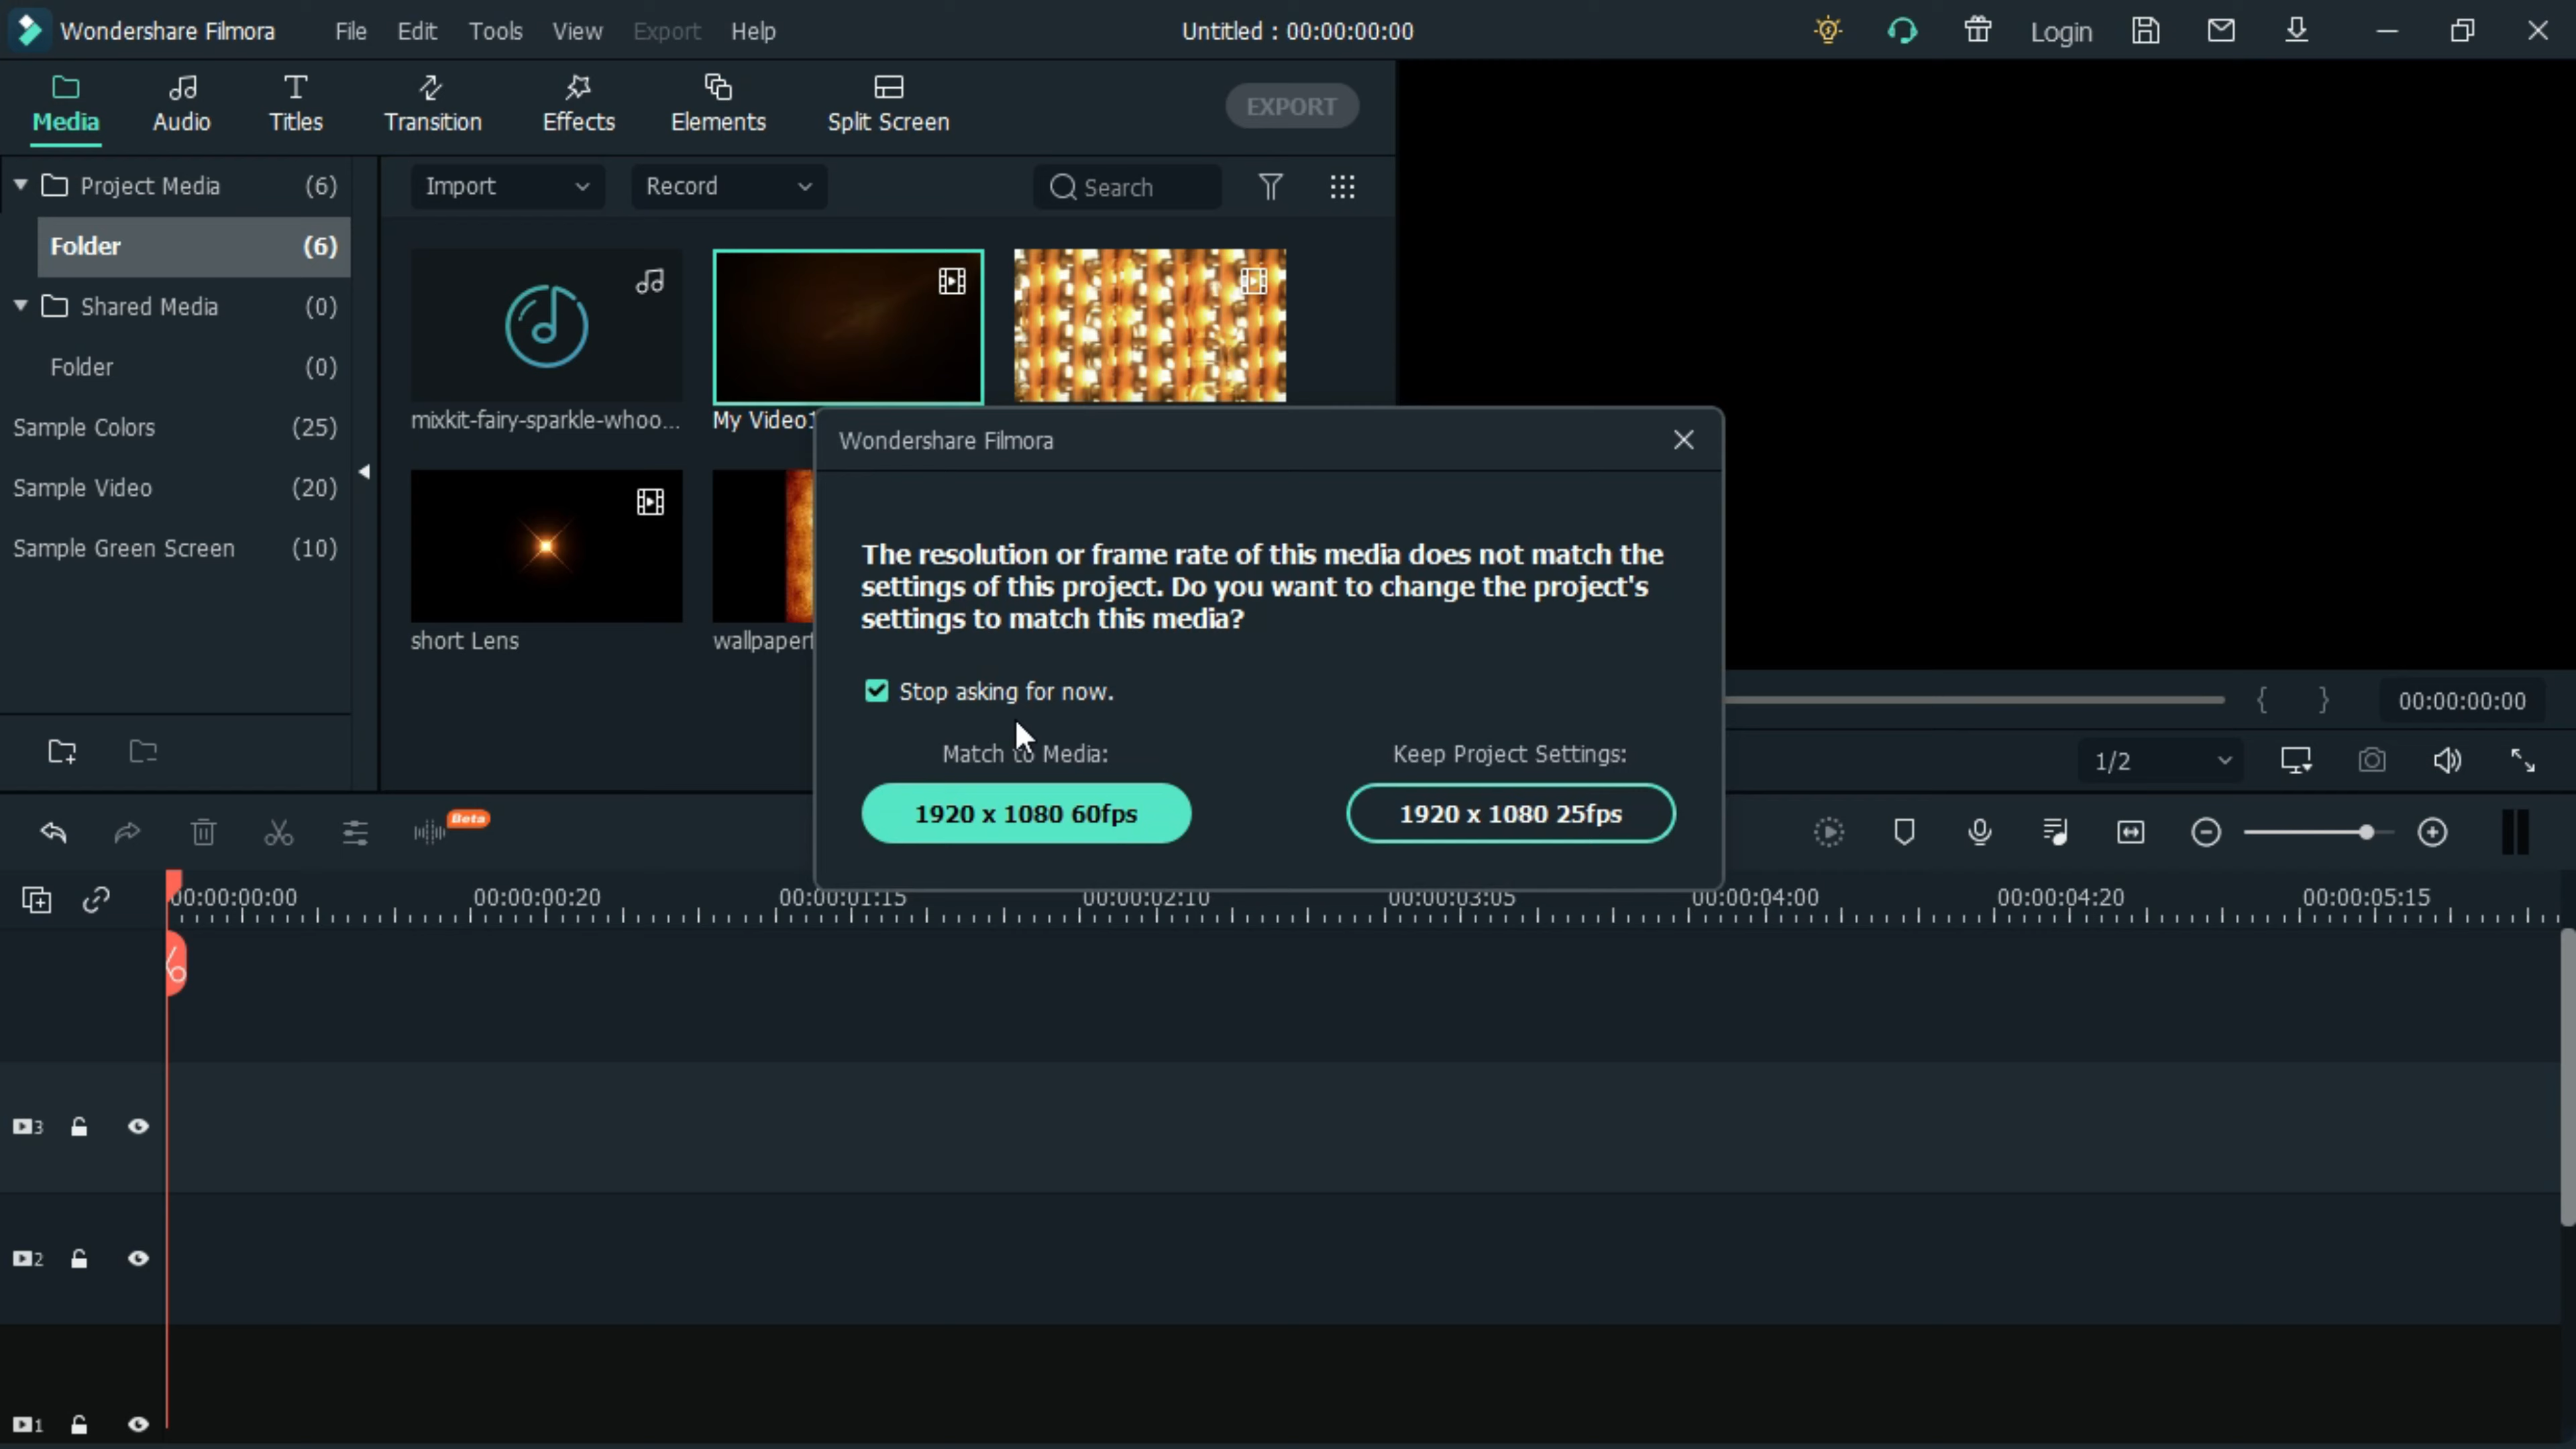 Wondershare Filmora File Edit Tools View Export Help Untitled : 00:00:00:00 Login
Media Audio Titles Transition Effects Elements Split Screen EXPORT
Project Media (6) Import Record Search
Folder (6)
Shared Media (0)
Folder (0)
Sample Colors (25)
Sample Video (20)
Sample Green Screen (10)
mixkit-fairy-sparkle-whoo... My Video
short Lens wallpaper
Wondershare Filmora
The resolution or frame rate of this media does not match the
settings of this project. Do you want to change the project's
settings to match this media?
Stop asking for now.
Match to Media: Keep Project Settings:
1920 x 1080 60fps 1920 x 1080 25fps
00:00:00:00
1/2
Beta
00:00:00:00 00:00:00:20 00:00:01:15 00:00:02:10 00:00:03:05 00:00:04:00 00:00:04:20 00:00:05:15
3
2
1